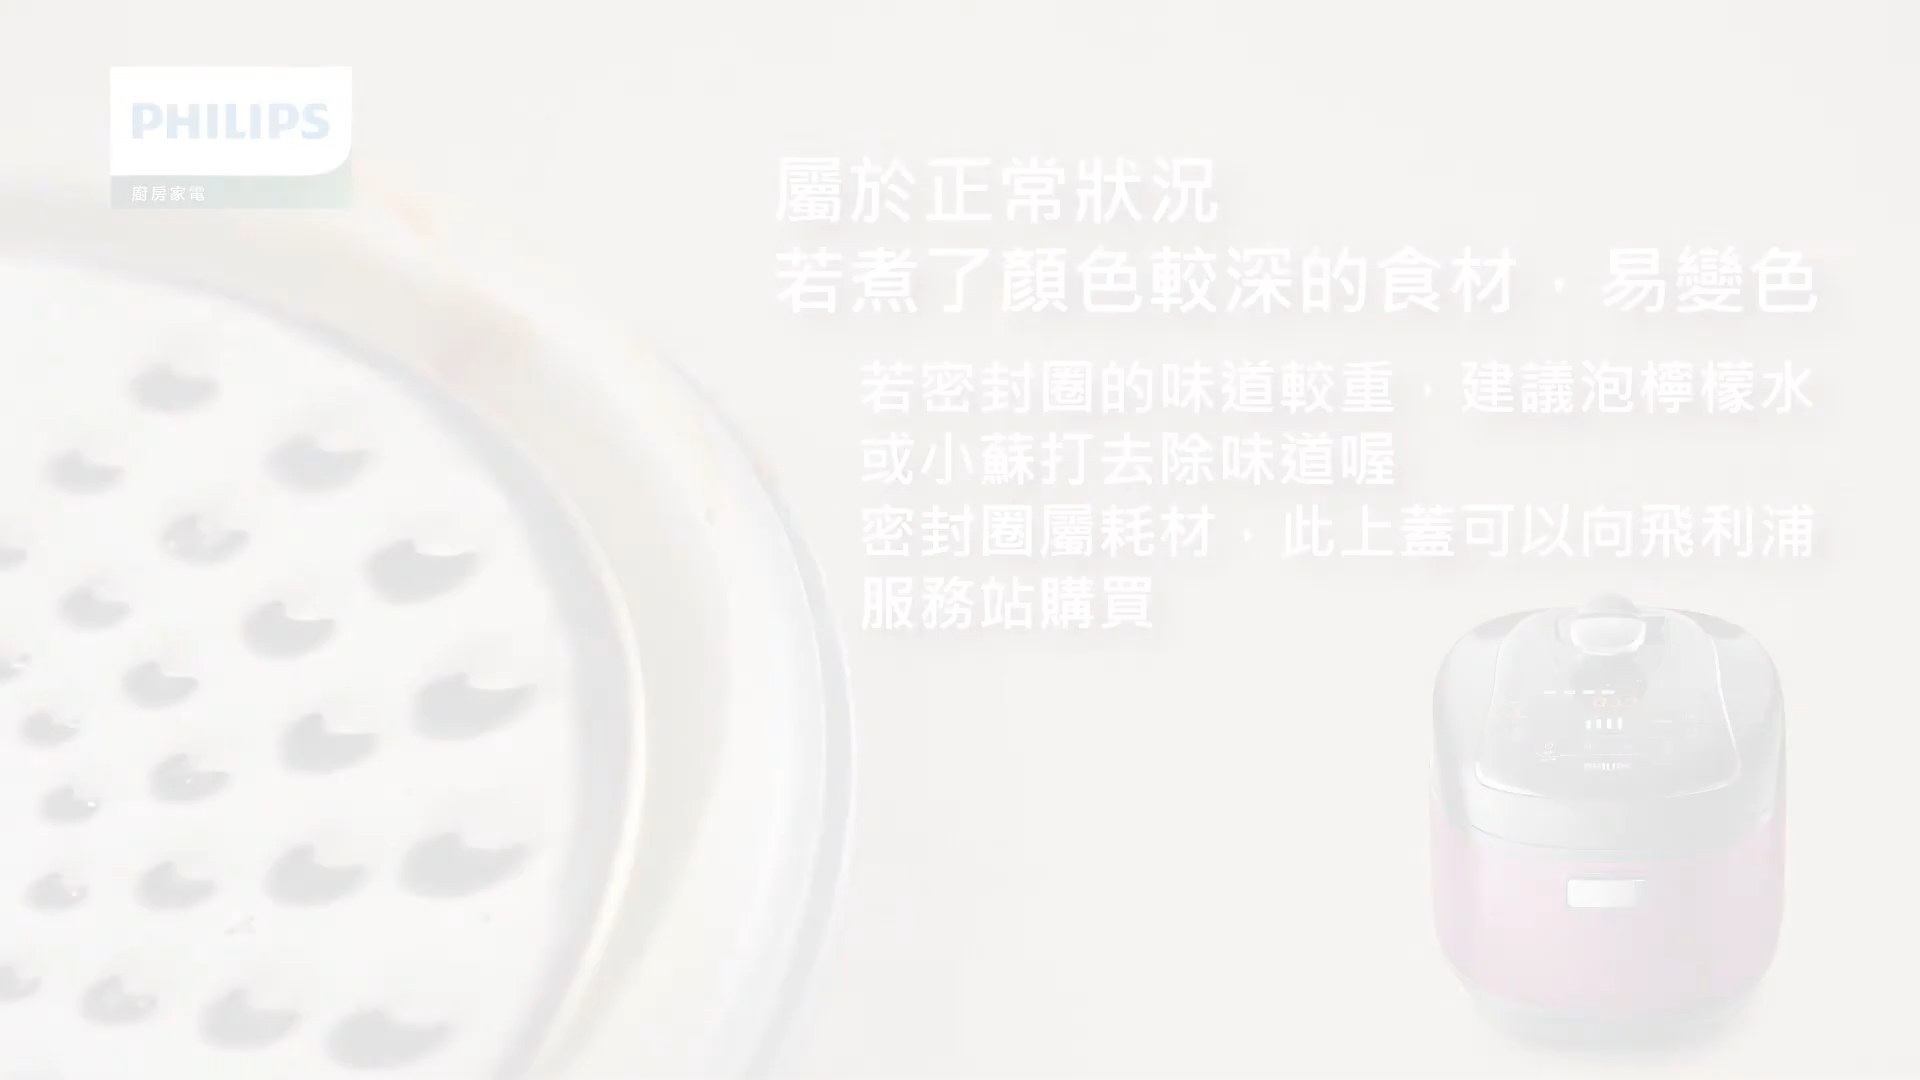 PHILIPS
廚房家電
屬於正常狀況
若煮了顏色較深的食材，易變色
若密封圈的味道較重，建議泡檸檬水
或小蘇打去除味道喔
密封圈屬耗材，此上蓋可以向飛利浦
服務站購買
PHILIPS